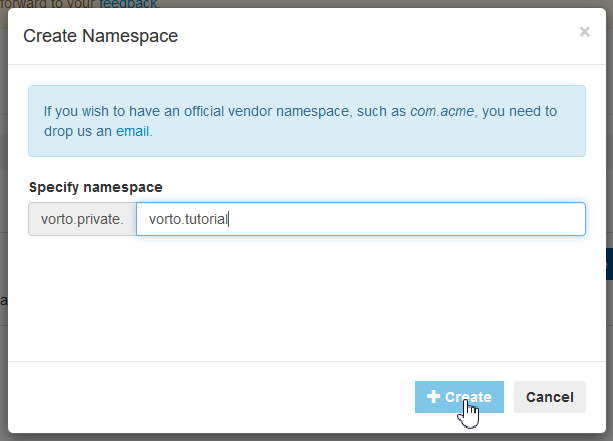 forward to your feedback.
Create Namespace
×
If you wish to have an official vendor namespace, such as com.acme, you need to
drop us an email.
Specify namespace
vorto.private. vorto.tutorial
a
Create Cancel